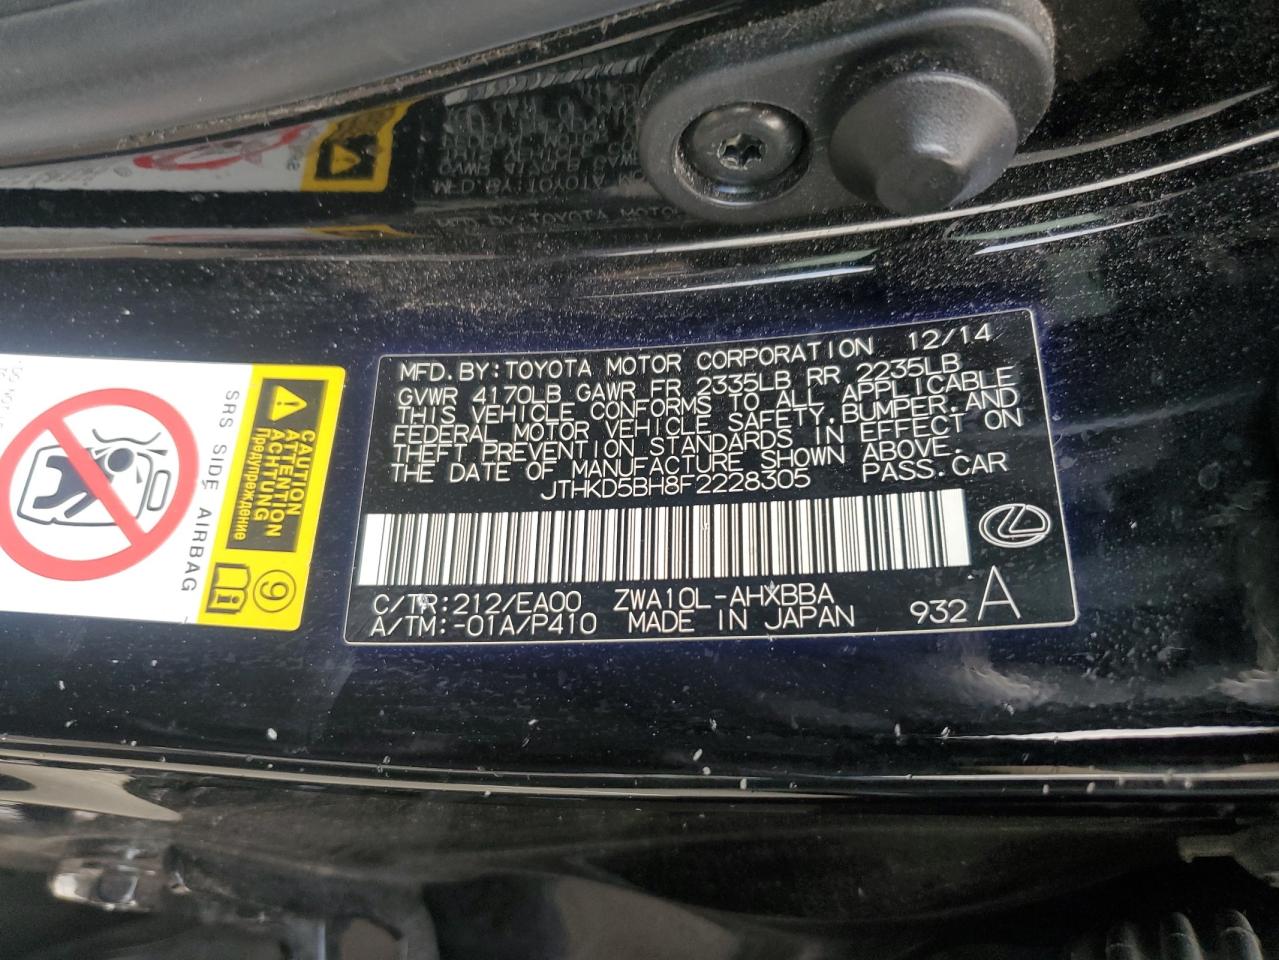 MFD.BY:TOYOTA MOTOR CORPORATION 12/14
GVWR 4170LB GAWR FR 2335LB RR 2235LB
THIS VEHICLE CONFORMS TO ALL APPLICABLE
FEDERAL MOTOR VEHICLE SAFETY,BUMPER,AND
THEFT PREVENTION STANDARDS IN EFFECT ON
THE DATE OF MANUFACTURE SHOWN ABOVE.
JTHKD5BH8F2228305 PASS.CAR
C/TR:212/EA00 ZWA10L-AHXBBA
A/TM:-01A/P410 MADE IN JAPAN 932 A
CAUTION
ATTENTION
ACHTUNG
Предупреждение
SRS SIDE AIRBAG
9